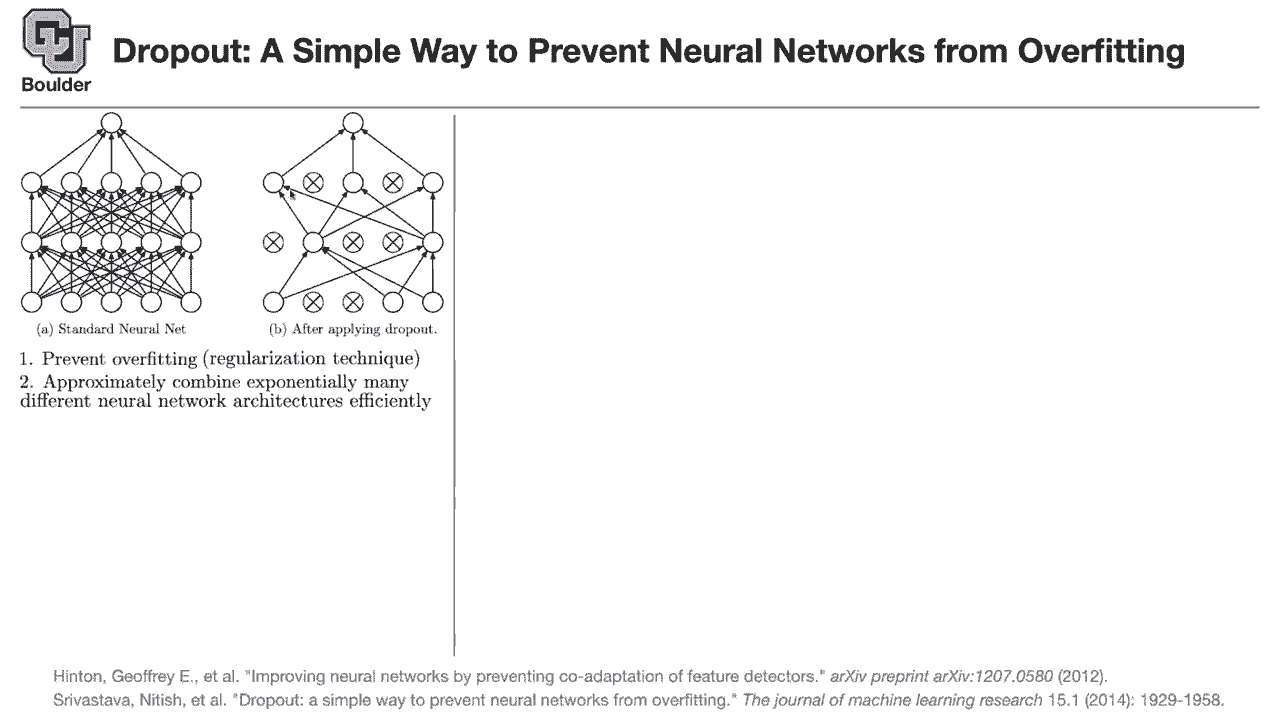 CU
Boulder
Dropout: A Simple Way to Prevent Neural Networks from Overfitting
(a) Standard Neural Net
(b) After applying dropout.
1. Prevent overfitting (regularization technique)
2. Approximately combine exponentially many
different neural network architectures efficiently
Hinton, Geoffrey E., et al. "Improving neural networks by preventing co-adaptation of feature detectors." arXiv preprint arXiv:1207.0580 (2012).
Srivastava, Nitish, et al. "Dropout: a simple way to prevent neural networks from overfitting." The journal of machine learning research 15.1 (2014): 1929-1958.